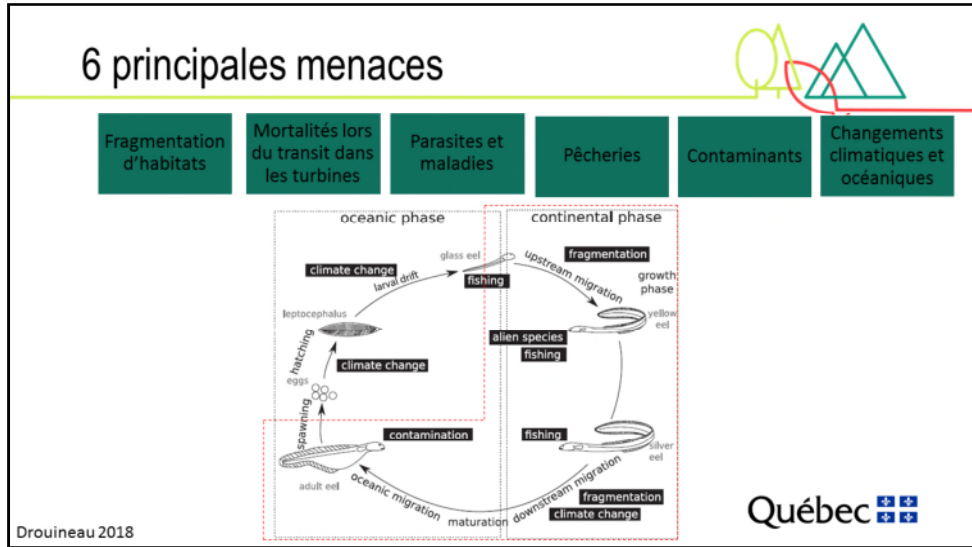 6 principales menaces
Fragmentation
d'habitats
Mortalités lors
du transit dans
les turbines
Parasites et
maladies
Pêcheries
Contaminants
Changements
climatiques et
océaniques
oceanic phase
continental phase
glass eel
fragmentation
climate change
larval drift
fishing
upstream migration
growth
phase
leptocephalus
yellow
eel
alien species
fishing
hatching
climate change
eggs
spawning
contamination
fishing
silver
eel
adult eel
oceanic migration
maturation
downstream migration
fragmentation
climate change
Québec
Drouineau 2018